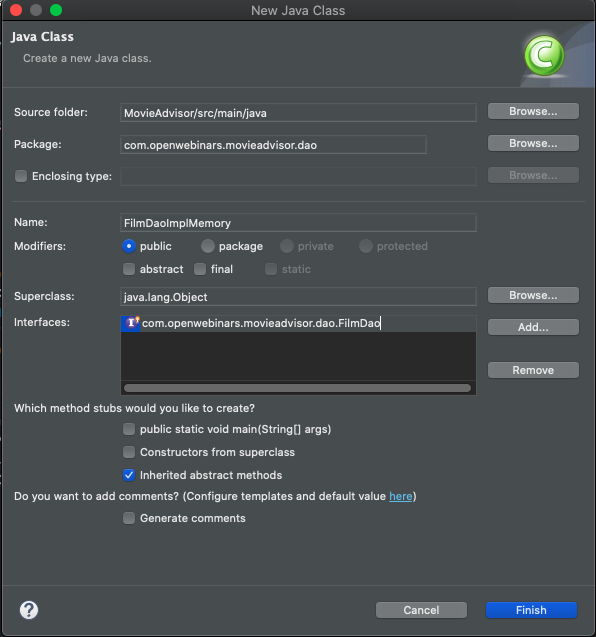 New Java Class
Java Class
Create a new Java class.
C
Source folder: MovieAdvisor/src/main/java Browse...
Package: com.openwebinars.movieadvisor.dao Browse...
Enclosing type: Browse...
Name: FilmDaoImplMemory
Modifiers: public package private protected
abstract final static
Superclass: java.lang.Object Browse...
Interfaces: I com.openwebinars.movieadvisor.dao.FilmDao Add...
Remove
Which method stubs would you like to create?
public static void main(String[] args)
Constructors from superclass
Inherited abstract methods
Do you want to add comments? (Configure templates and default value here)
Generate comments
? Cancel Finish